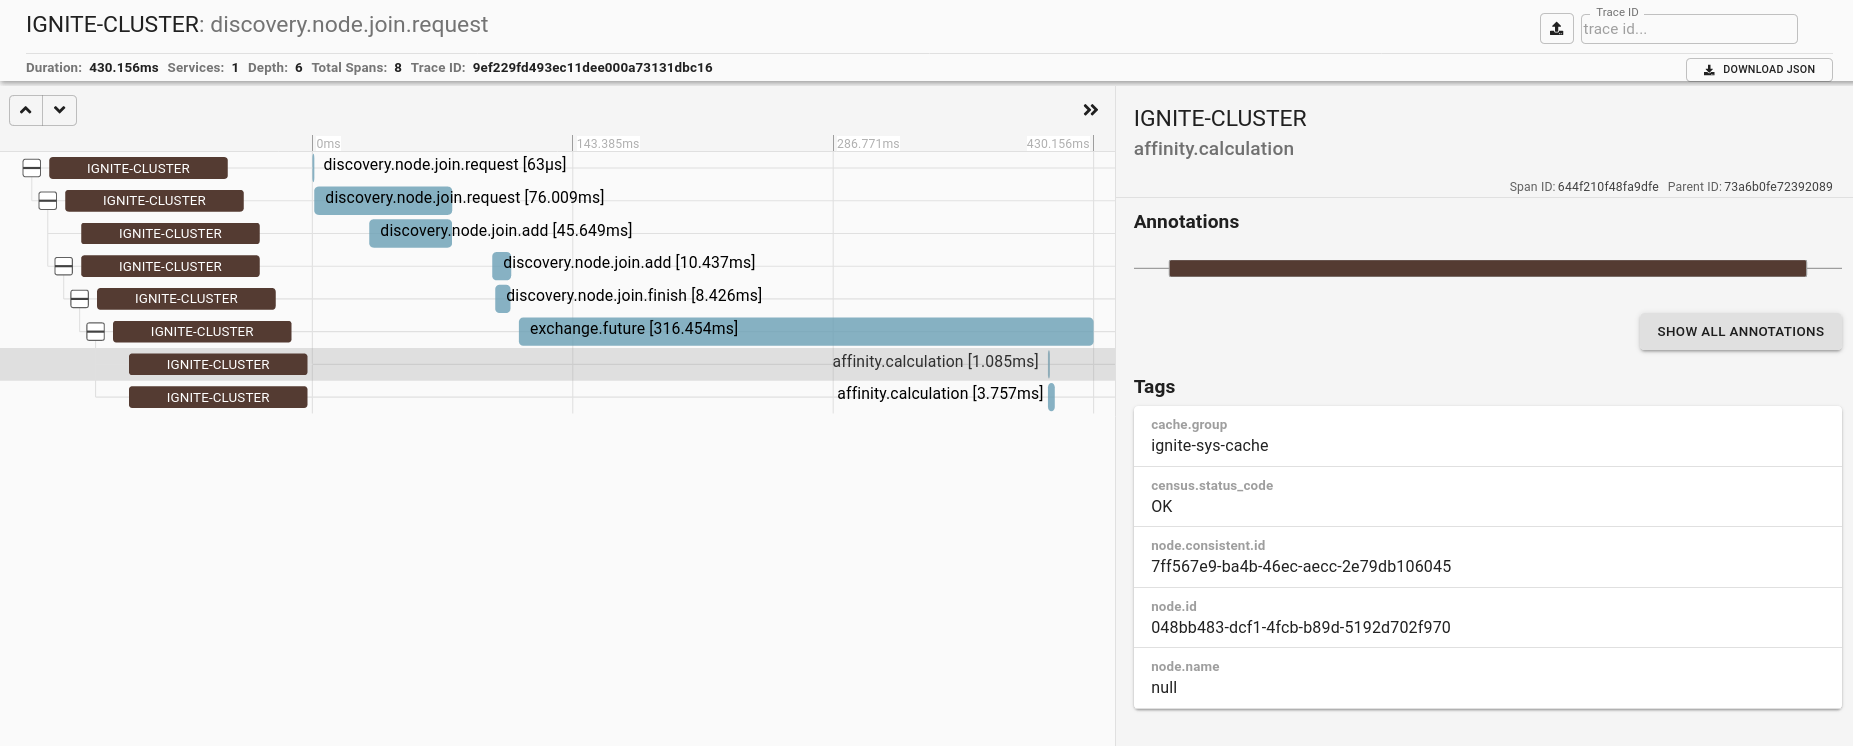 IGNITE-CLUSTER: discovery.node.join.request
Trace ID
trace id...
Duration: 430.156ms Services: 1 Depth: 6 Total Spans: 8 Trace ID: 9ef229fd493ec11dee000a73131dbc16
DOWNLOAD JSON
0ms 143.385ms 286.771ms 430.156ms
IGNITE-CLUSTER discovery.node.join.request [63μs]
IGNITE-CLUSTER discovery.node.join.request [76.009ms]
IGNITE-CLUSTER discovery.node.join.add [45.649ms]
IGNITE-CLUSTER discovery.node.join.add [10.437ms]
IGNITE-CLUSTER discovery.node.join.finish [8.426ms]
IGNITE-CLUSTER exchange.future [316.454ms]
IGNITE-CLUSTER affinity.calculation [1.085ms]
IGNITE-CLUSTER affinity.calculation [3.757ms]
IGNITE-CLUSTER
affinity.calculation
Span ID: 644f210f48fa9dfe Parent ID: 73a6b0fe72392089
Annotations
SHOW ALL ANNOTATIONS
Tags
cache.group
ignite-sys-cache
census.status_code
OK
node.consistent.id
7ff567e9-ba4b-46ec-aecc-2e79db106045
node.id
048bb483-dcf1-4fcb-b89d-5192d702f970
node.name
null